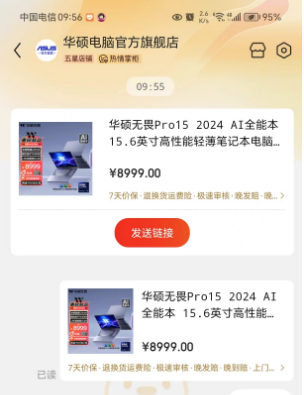 中国电信09:56
2.6 K/s
95%
ASUS
华硕电脑官方旗舰店
五星店铺 热情掌柜
09:55
华硕无畏Pro15 2024 AI全能本
15.6英寸高性能轻薄笔记本电脑…
AI
¥8999.00
7天价保·退换货运费险·极速审核·晚发赔·晚…
发送链接
华硕无畏Pro15 2024 AI
全能本 15.6英寸高性能…
8999
¥8999.00
7天价保·退换货运费险·极速审核·晚发赔·晚到赔·上门…
已读